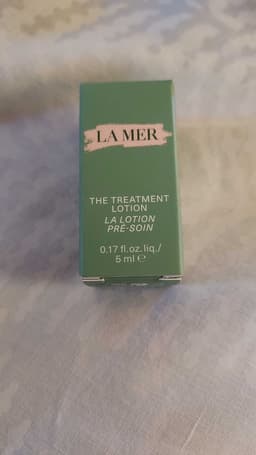 LA MER
THE TREATMENT
LOTION
LA LOTION
PRÉ-SOIN
0.17 fl.oz.liq./
5 ml ℮